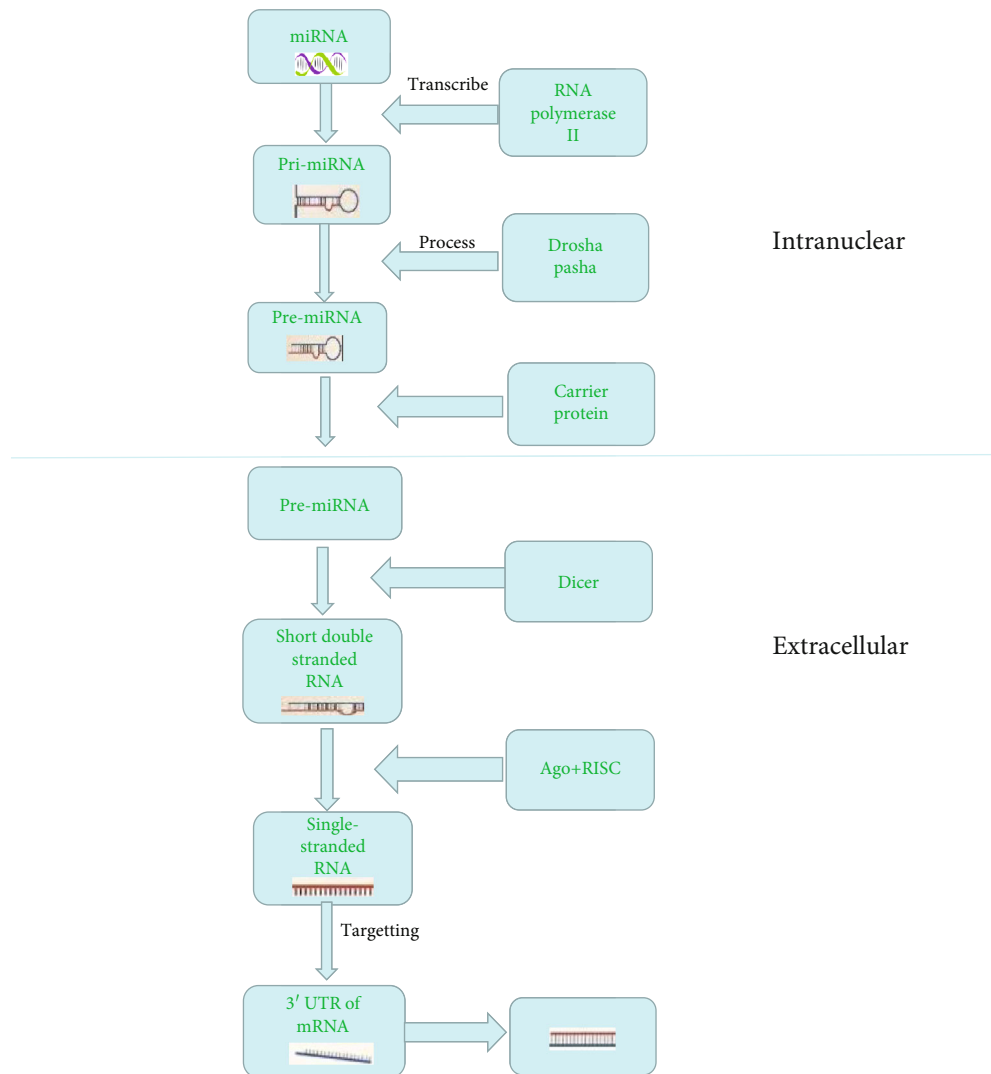 miRNA
Transcribe
RNA
polymerase
II
Pri-miRNA
Process
Drosha
pasha
Intranuclear
Pre-miRNA
Carrier
protein
Pre-miRNA
Dicer
Short double
stranded
RNA
Extracellular
Ago+RISC
Single-
stranded
RNA
Targetting
3′ UTR of
mRNA